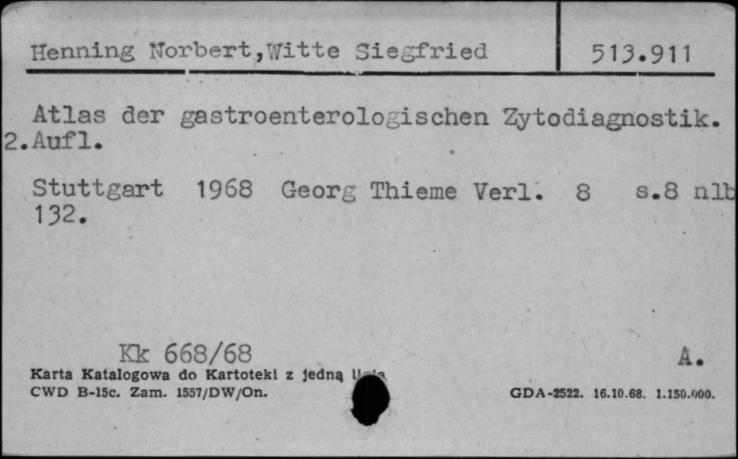 Henning Norbert,Witte Siegfried 513.911
Atlas der gastroenterologischen Zytodiagnostik.
2.Aufl.
Stuttgart 1968 Georg Thieme Verl. 8 s.8 nlb
132.
Kk 668/68 A.
Karta Katalogowa do Kartoteki z jedną
CWD B-15c. Zam. 1557/DW/On. GDA-2522. 16.10.68. 1.150.000.